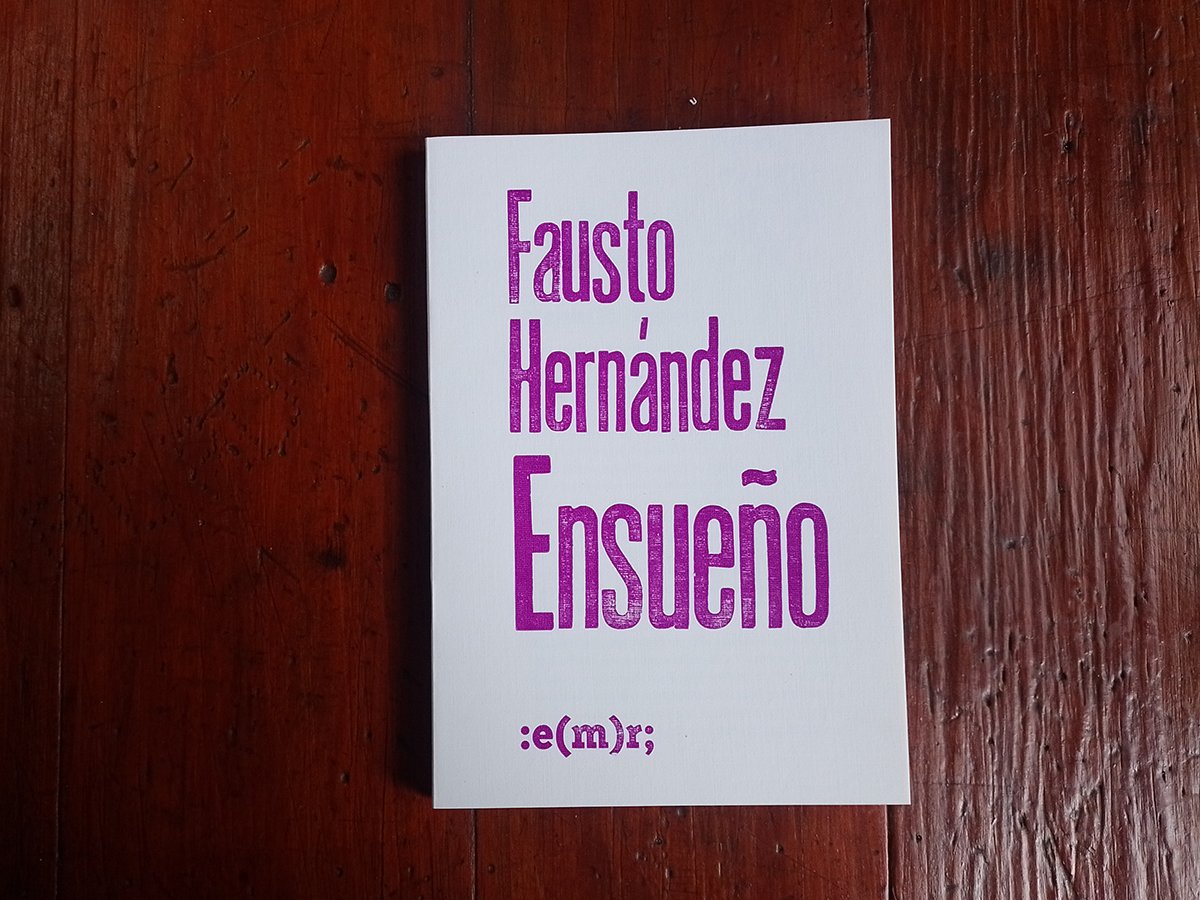 Fausto
Hernández
Ensueño
:e(m)r;